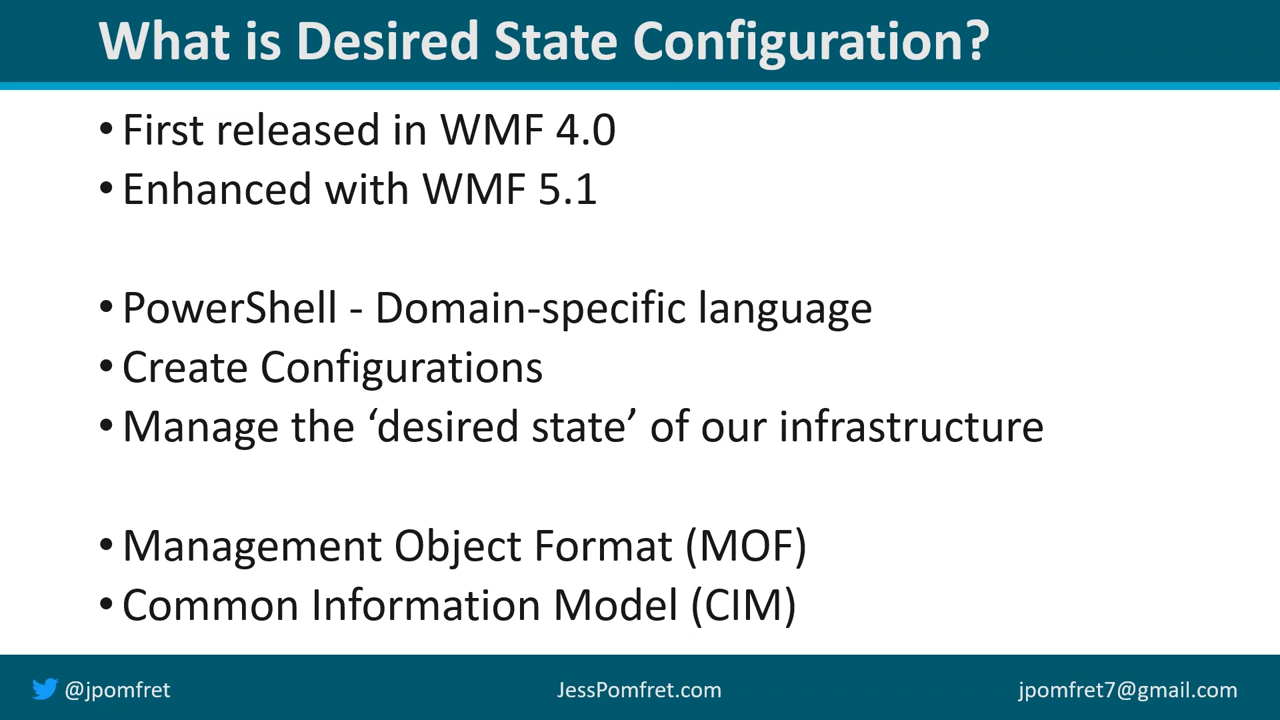 What is Desired State Configuration?
• First released in WMF 4.0
• Enhanced with WMF 5.1
• PowerShell - Domain-specific language
• Create Configurations
• Manage the ‘desired state’ of our infrastructure
• Management Object Format (MOF)
• Common Information Model (CIM)
@jpomfret
JessPomfret.com
jpomfret7@gmail.com